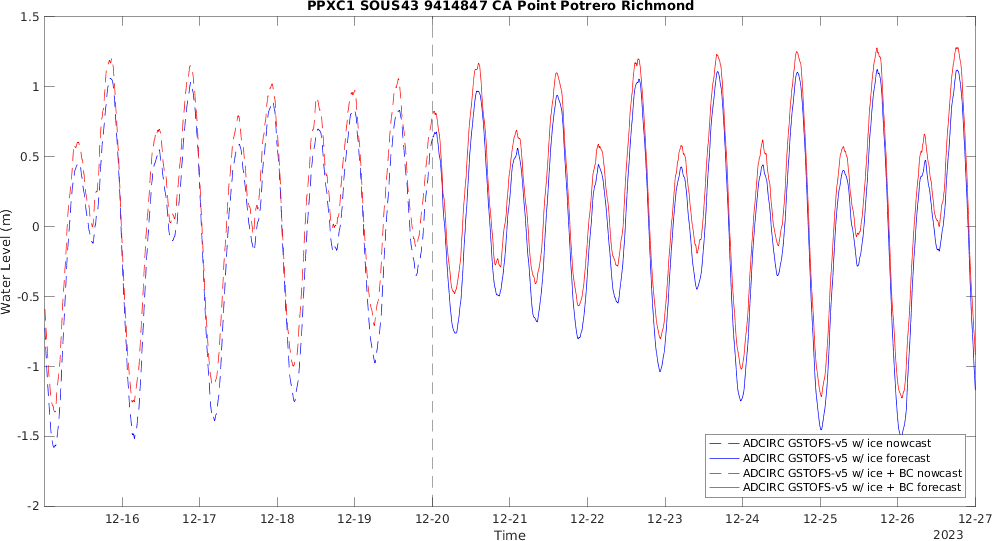 PPXC1 SOUS43 9414847 CA Point Potrero Richmond
1.5
1
0.5
0
-0.5
-1
-1.5
-2
Water Level (m)
12-16 12-17 12-18 12-19 12-20 12-21 12-22 12-23 12-24 12-25 12-26 12-27
Time
2023
ADCIRC GSTOFS-v5 w/ ice nowcast
ADCIRC GSTOFS-v5 w/ ice forecast
ADCIRC GSTOFS-v5 w/ ice + BC nowcast
ADCIRC GSTOFS-v5 w/ ice + BC forecast